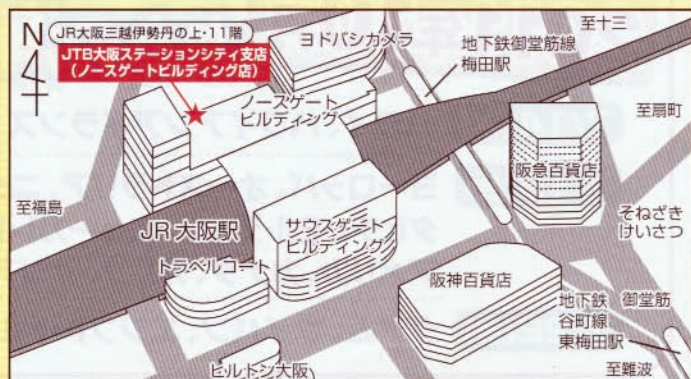 N
JR大阪三越伊勢丹の上・11階
JTB大阪ステーションシティ支店
(ノースゲートビルディング店)
ヨドバシカメラ
地下鉄御堂筋線
梅田駅
至十三
至扇町
ノースゲート
ビルディング
阪急百貨店
至福島
JR大阪駅
サウスゲート
ビルディング
そねざき
けいさつ
トラベルコート
阪神百貨店
地下鉄 御堂筋
谷町線
東梅田駅
ヒルトン大阪
至難波